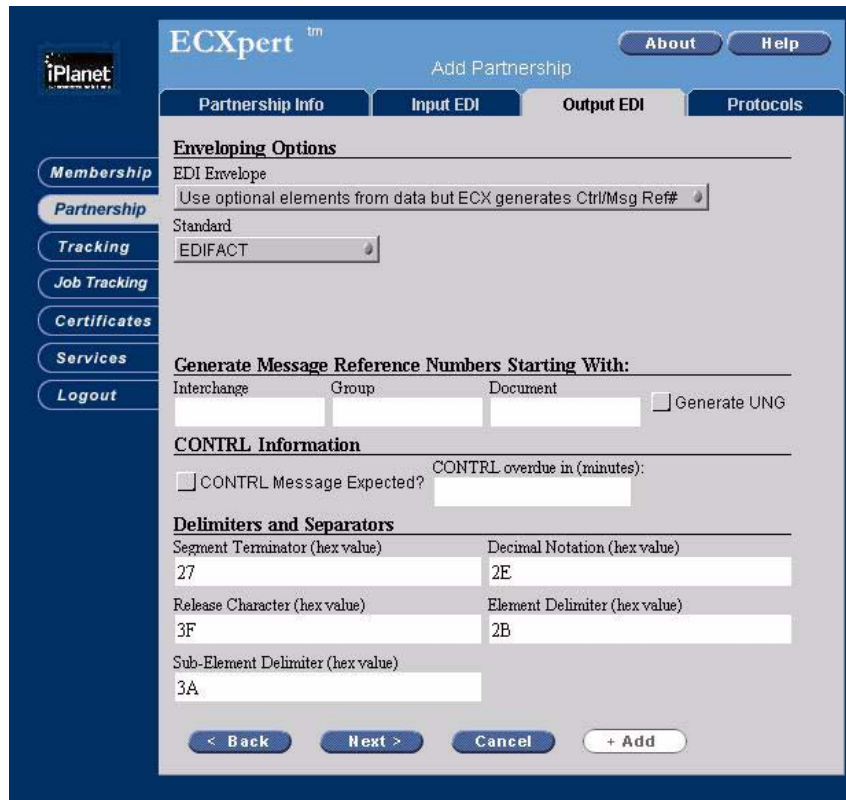 iPlanet
ECXpert tm
About
Help
Add Partnership
Partnership Info
Input EDI
Output EDI
Protocols
Membership
Partnership
Tracking
Job Tracking
Certificates
Services
Logout
Enveloping Options
EDI Envelope
Use optional elements from data but ECX generates Ctrl/Msg Ref#
Standard
EDIFACT
Generate Message Reference Numbers Starting With:
Interchange Group Document
Generate UNG
CONTRL Information
CONTRL Message Expected?
CONTRL overdue in (minutes):
Delimiters and Separators
Segment Terminator (hex value) Decimal Notation (hex value)
27 2E
Release Character (hex value) Element Delimiter (hex value)
3F 2B
Sub-Element Delimiter (hex value)
3A
< Back Next > Cancel + Add